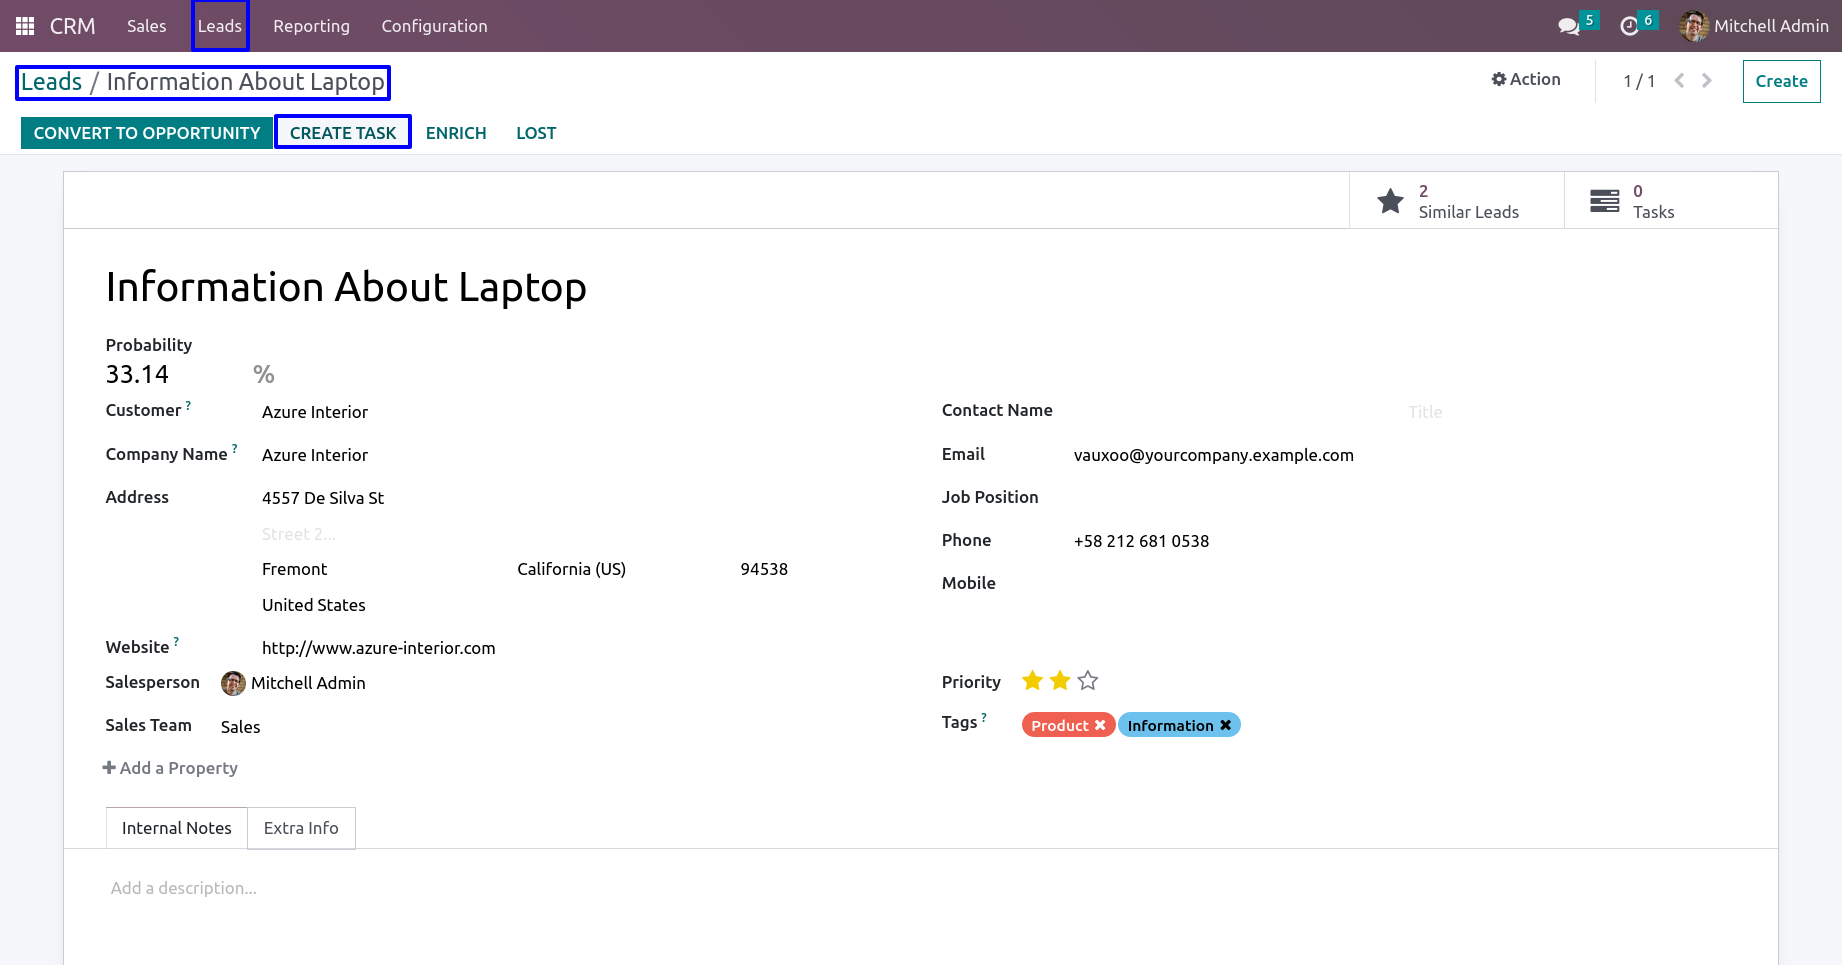 CRM Sales Leads Reporting Configuration 5 6 Mitchell Admin
Leads / Information About Laptop Action 1 / 1 Create
CONVERT TO OPPORTUNITY CREATE TASK ENRICH LOST
2 Similar Leads
0 Tasks
Information About Laptop
Probability
33.14 %
Customer ? Azure Interior Contact Name Title
Company Name ? Azure Interior Email vauxoo@yourcompany.example.com
Address 4557 De Silva St Job Position
Street 2...
Phone +58 212 681 0538
Fremont California (US) 94538
Mobile
United States
Website ? http://www.azure-interior.com
Salesperson Mitchell Admin Priority
Sales Team Sales Tags ? Product Information
Add a Property
Internal Notes Extra Info
Add a description...